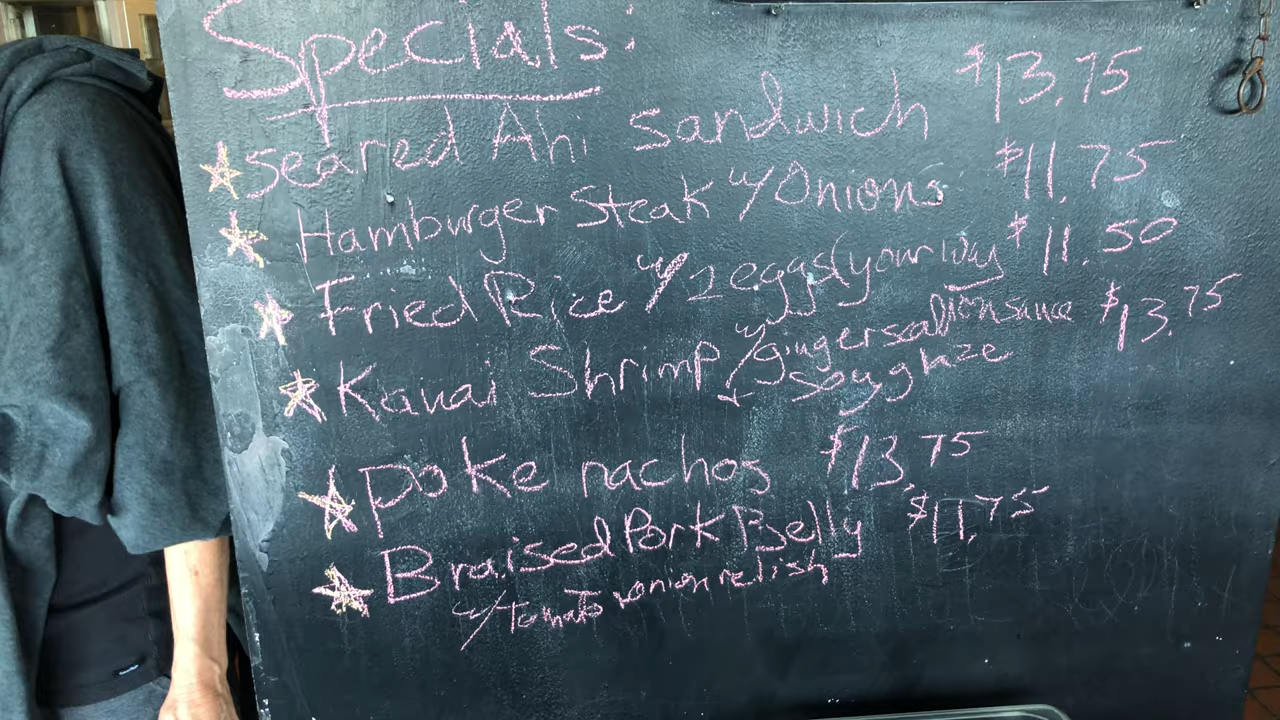 Specials:
Seared Ahi sandwich $13.75
Hamburger Steak w/ Onions $11.75
Fried Rice w/ 2 eggs (your way $11.50
Kauai Shrimp w/ ginger scallion sauce $13.75
soy glaze
poke nachos $13.75
Braised Pork Belly $11.75
w/ Tomato onion relish